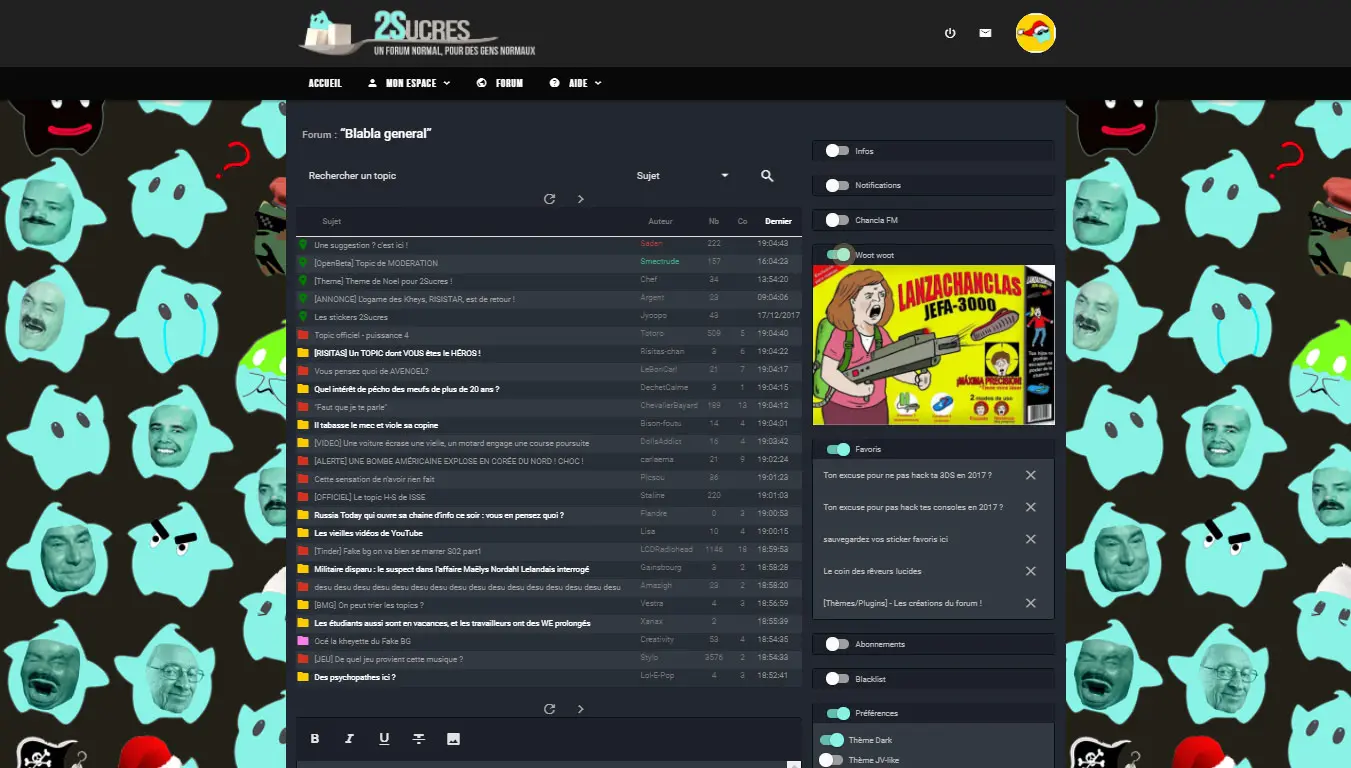 2SUCRES
UN FORUM NORMAL, POUR DES GENS NORMAUX
ACCUEIL MON ESPACE FORUM AIDE
Forum : “Blabla general”
Rechercher un topic Sujet
Sujet Auteur Nb Co Dernier
Une suggestion ? c'est ici ! Saden 222 19:04:43
[OpenBeta] Topic de MODERATION Smectrude 157 16:04:23
[Theme] Theme de Noel pour 2Sucres ! Chef 34 13:54:20
[ANNONCE] L'ogame des Kheys, RISISTAR, est de retour ! Argent 23 09:04:06
Les stickers 2Sucres Jyoopo 43 17/12/2017
Topic officiel - puissance 4 Totoro 509 5 19:04:40
[RISITAS] Un TOPIC dont VOUS êtes le HÉROS ! Risitas-chan 3 6 19:04:22
Vous pensez quoi de AVENOEL? LeBonCarl 21 7 19:04:17
Quel intérêt de pécho des meufs de plus de 20 ans ? DechetCalme 3 1 19:04:15
"Faut que je te parle" ChevalierBayard 189 13 19:04:12
Il tabasse le mec et viole sa copine Bison-foutu 14 4 19:04:01
[VIDEO] Une voiture écrase une vielle, un motard engage une course poursuite DollsAddict 16 4 19:03:42
[ALERTE] UNE BOMBE AMÉRICAINE EXPLOSE EN CORÉE DU NORD ! CHOC ! carlaema 21 9 19:02:24
Cette sensation de n'avoir rien fait Picsou 36 19:01:23
[OFFICIEL] Le topic H-S de ISSE Staline 220 19:01:03
Russia Today qui ouvre sa chaine d'info ce soir : vous en pensez quoi ? Flandre 0 3 19:00:53
Les vieilles vidéos de YouTube Lisa 10 4 19:00:15
[Tinder] Fake bg on va bien se marrer S02 part1 LCDRadiohead 1146 18 18:59:53
Militaire disparu : le suspect dans l'affaire Maëlys Nordahl Lelandais interrogé Gainsbourg 3 2 18:58:28
desu desu desu desu desu desu desu desu desu desu desu desu desu desu desu desu Amazigh 23 2 18:58:20
[BMG] On peut trier les topics ? Vestra 4 3 18:56:59
Les étudiants aussi sont en vacances, et les travailleurs ont des WE prolongés Xanax 2 18:55:39
Océ la kheyette du Fake BG Creativity 53 4 18:54:35
[JEU] De quel jeu provient cette musique ? Stylo 3576 2 18:54:33
Des psychopathes ici ? Lol-E-Pop 4 3 18:52:41
B I U
Infos
Notifications
Chancla FM
Woot woot
LANZACHANCLAS
JEFA-3000
¡MÁXIMA PRECISIÓN!
2 modos de uso
Favoris
Ton excuse pour ne pas hack ta 3DS en 2017 ?
Ton excuse pour pas hack tes consoles en 2017 ?
sauvegardez vos sticker favoris ici
Le coin des rêveurs lucides
[Thèmes/Plugins] - Les créations du forum !
Abonnements
Blacklist
Préférences
Thème Dark
Thème JV-like